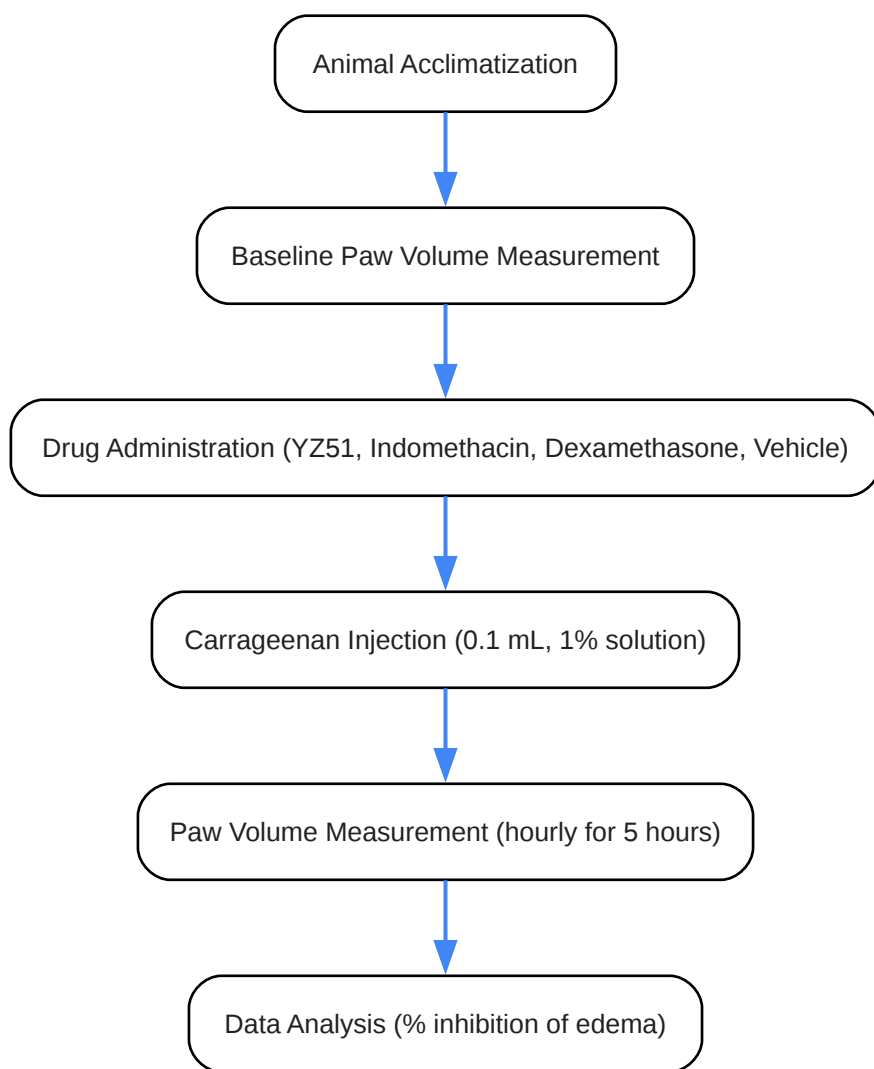 Animal Acclimatization
Baseline Paw Volume Measurement
Drug Administration (YZ51, Indomethacin, Dexamethasone, Vehicle)
Carrageenan Injection (0.1 mL, 1% solution)
Paw Volume Measurement (hourly for 5 hours)
Data Analysis (% inhibition of edema)